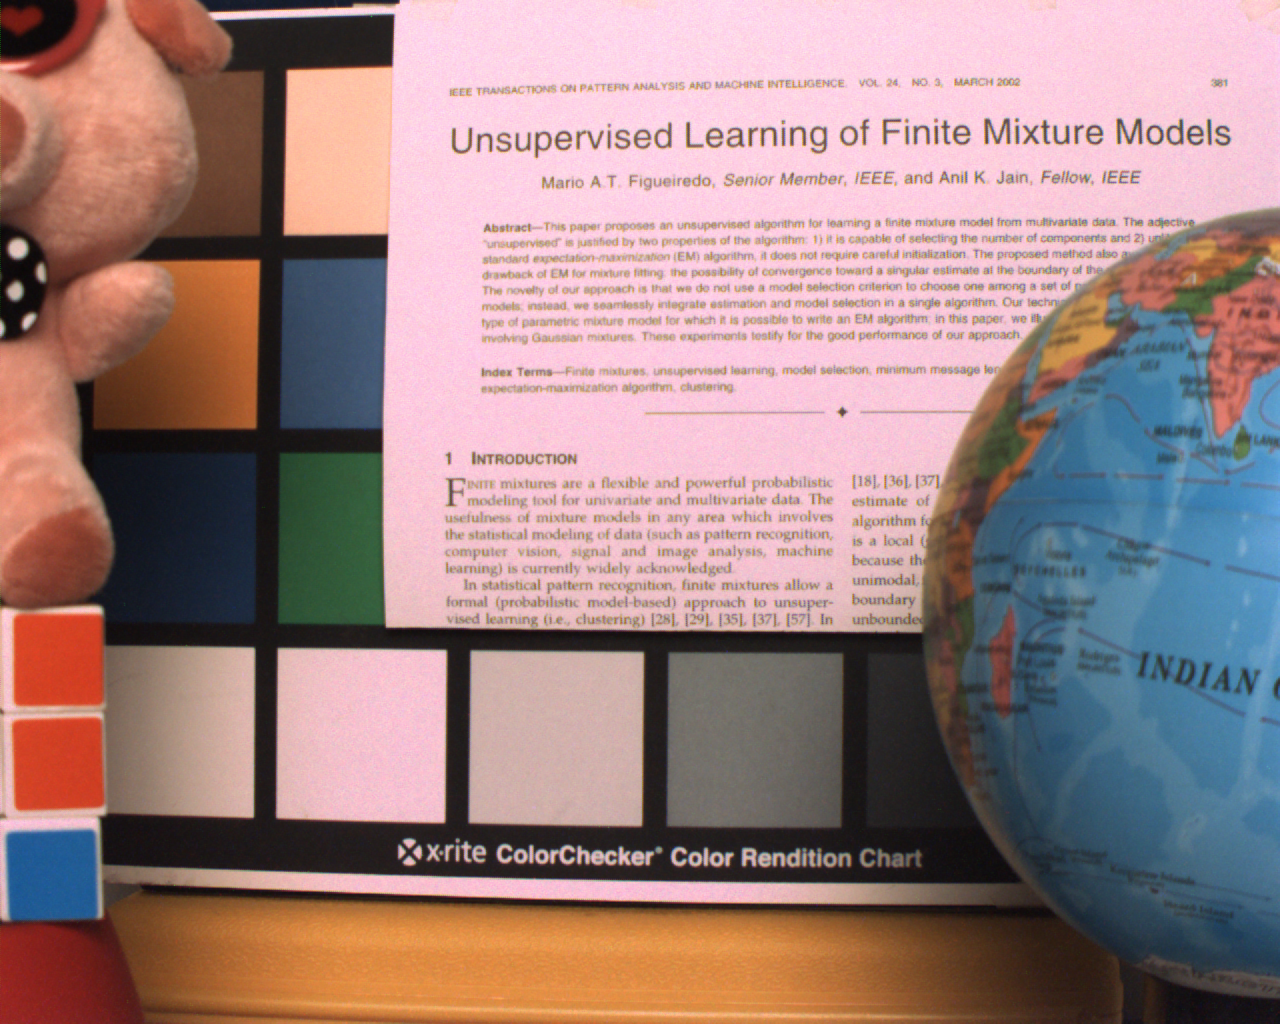 IEEE TRANSACTIONS ON PATTERN ANALYSIS AND MACHINE INTELLIGENCE, VOL. 24, NO. 3, MARCH 2002 381
Unsupervised Learning of Finite Mixture Models
Mario A.T. Figueiredo, Senior Member, IEEE, and Anil K. Jain, Fellow, IEEE
Abstract—This paper proposes an unsupervised algorithm for learning a finite mixture model from multivariate data. The adjective
"unsupervised" is justified by two properties of the algorithm: 1) it is capable of selecting the number of components and 2)
standard expectation-maximization (EM) algorithm, it does not require careful initialization. The proposed method also
drawback of EM for mixture fitting: the possibility of convergence toward a singular estimate at the boundary of the
The novelty of our approach is that we do not use a model selection criterion to choose one among a set of
models; instead, we seamlessly integrate estimation and model selection in a single algorithm. Our
type of parametric mixture model for which it is possible to write an EM algorithm; in this paper, we
involving Gaussian mixtures. These experiments testify for the good performance of our approach.
Index Terms—Finite mixtures, unsupervised learning, model selection, minimum message
expectation-maximization algorithm, clustering.
1 INTRODUCTION
FINITE mixtures are a flexible and powerful probabilistic
modeling tool for univariate and multivariate data. The
usefulness of mixture models in any area which involves
the statistical modeling of data (such as pattern recognition,
computer vision, signal and image analysis, machine
learning) is currently widely acknowledged.
In statistical pattern recognition, finite mixtures allow a
formal (probabilistic model-based) approach to unsuper-
vised learning (i.e., clustering) [28], [29], [35], [37], [57]. In
[18], [36], [37]
estimate of
algorithm
is a local
because
unimodal,
boundary
unbounded
ARABIAN
SEA
MALDIVES
SEYCHELLES
INDIAN
x-rite ColorChecker® Color Rendition Chart